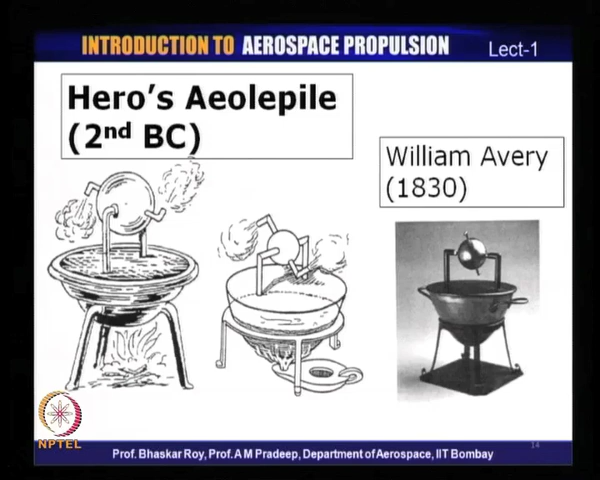 INTRODUCTION TO AEROSPACE PROPULSION
Lect-1
Hero's Aeolepile
(2nd BC)
William Avery
(1830)
NPTEL
14
Prof. Bhaskar Roy, Prof. A M Pradeep, Department of Aerospace, IIT Bombay